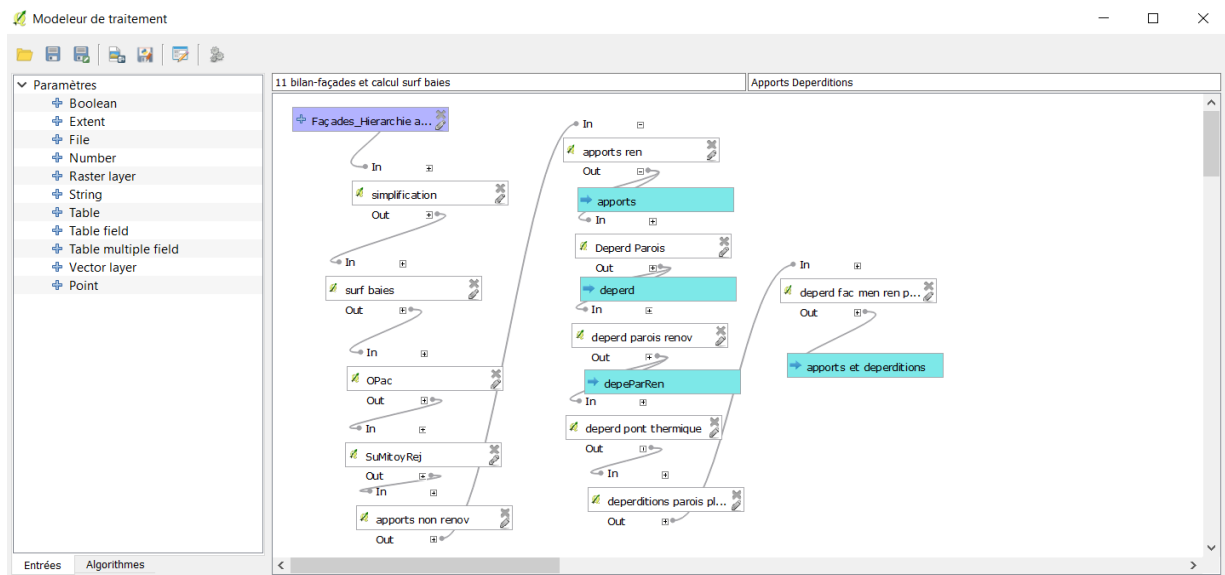 Modeleur de traitement
Paramètres
Boolean
Extent
File
Number
Raster layer
String
Table
Table field
Table multiple field
Vector layer
Point
Entrées
Algorithmes
11 bilan-façades et calcul surf baies
Apports Deperditions
Façades_Hierarchie a...
In
simplification
Out
In
surf baies
Out
In
OPac
Out
In
SuMitoyRej
Out
In
apports non renov
Out
In
apports ren
Out
apports
In
Deperd Parois
Out
deperd
In
deperd parois renov
Out
depeParRen
In
deperd pont thermique
Out
In
deperditions parois pl...
Out
In
deperd fac men ren p...
Out
apports et deperditions